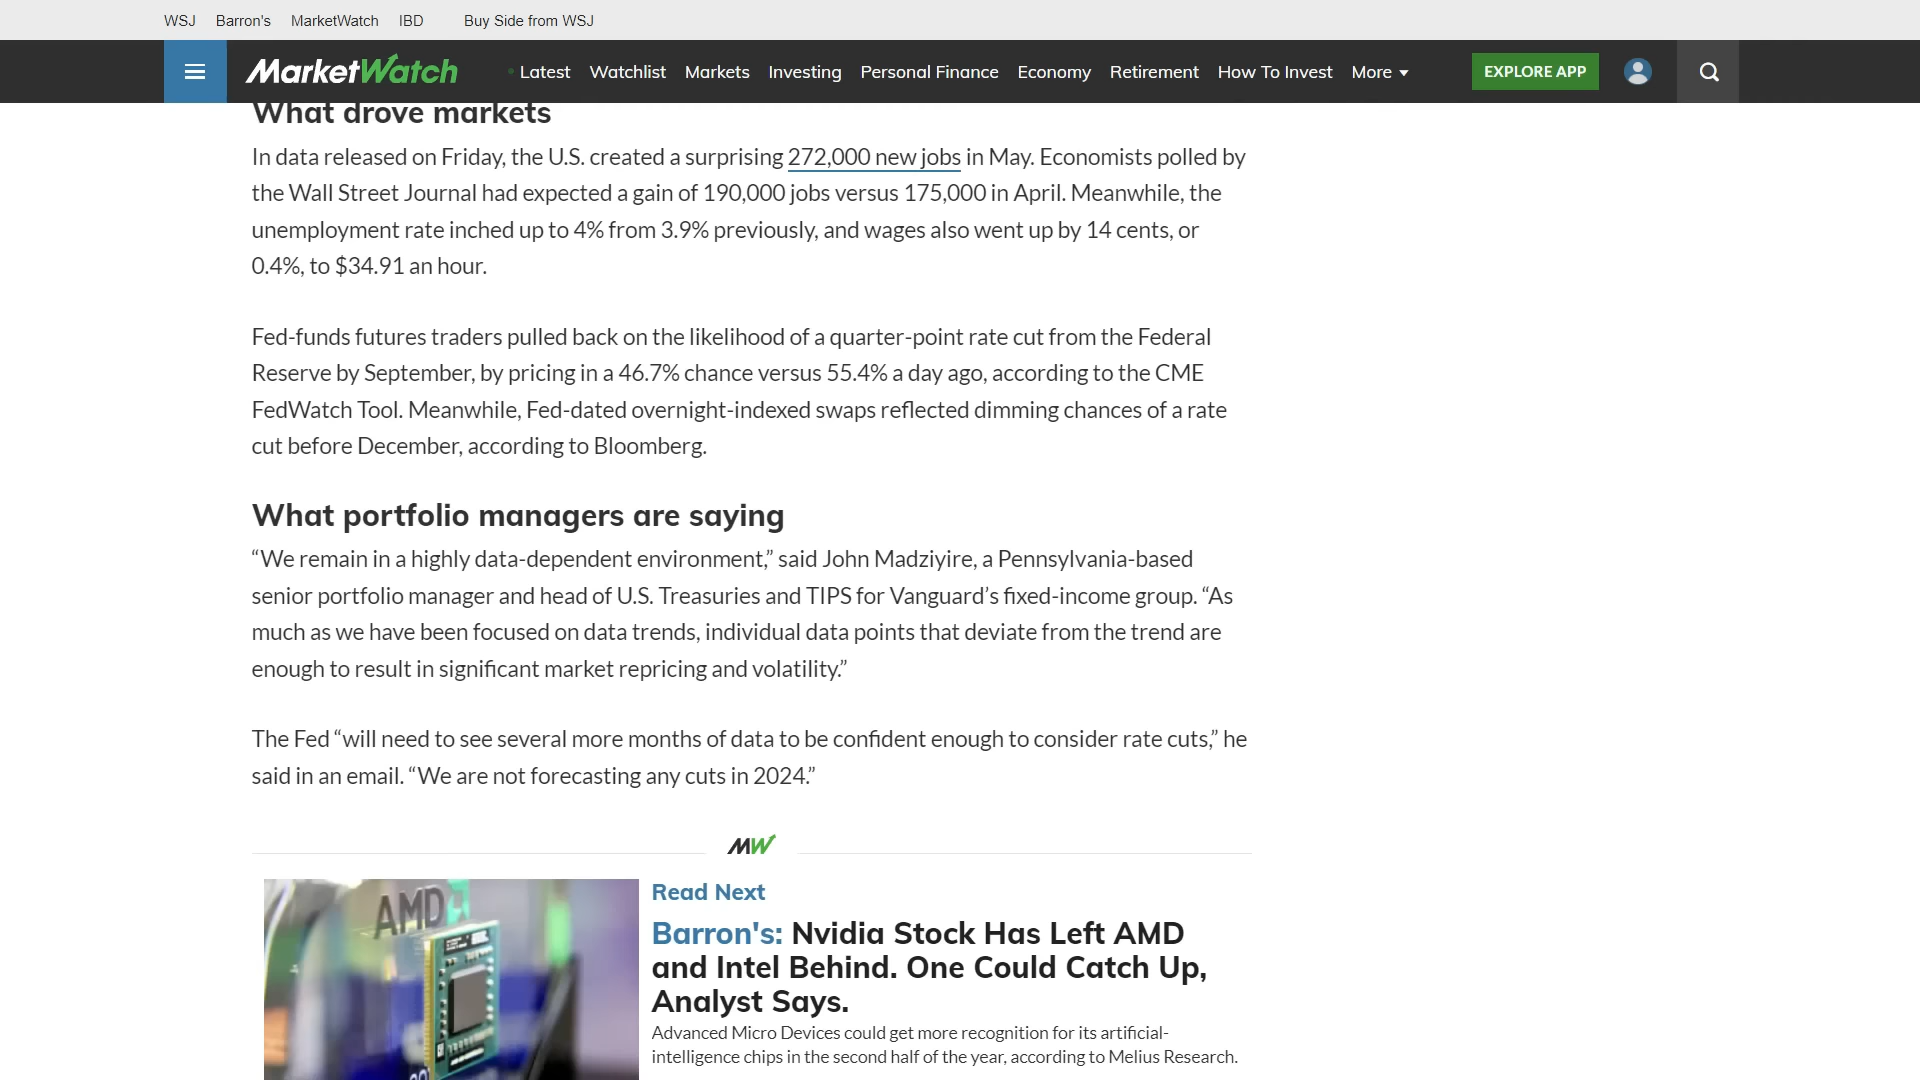 WSJ Barron's MarketWatch IBD Buy Side from WSJ
MarketWatch Latest Watchlist Markets Investing Personal Finance Economy Retirement How To Invest More EXPLORE APP
What drove markets
In data released on Friday, the U.S. created a surprising 272,000 new jobs in May. Economists polled by
the Wall Street Journal had expected a gain of 190,000 jobs versus 175,000 in April. Meanwhile, the
unemployment rate inched up to 4% from 3.9% previously, and wages also went up by 14 cents, or
0.4%, to $34.91 an hour.
Fed-funds futures traders pulled back on the likelihood of a quarter-point rate cut from the Federal
Reserve by September, by pricing in a 46.7% chance versus 55.4% a day ago, according to the CME
FedWatch Tool. Meanwhile, Fed-dated overnight-indexed swaps reflected dimming chances of a rate
cut before December, according to Bloomberg.
What portfolio managers are saying
“We remain in a highly data-dependent environment,” said John Madziyire, a Pennsylvania-based
senior portfolio manager and head of U.S. Treasuries and TIPS for Vanguard’s fixed-income group. “As
much as we have been focused on data trends, individual data points that deviate from the trend are
enough to result in significant market repricing and volatility.”
The Fed “will need to see several more months of data to be confident enough to consider rate cuts,” he
said in an email. “We are not forecasting any cuts in 2024.”
MW
AMD
Read Next
Barron's: Nvidia Stock Has Left AMD
and Intel Behind. One Could Catch Up,
Analyst Says.
Advanced Micro Devices could get more recognition for its artificial-
intelligence chips in the second half of the year, according to Melius Research.